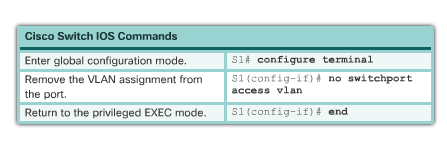 Cisco Switch IOS Commands
Enter global configuration mode.
S1# configure terminal
Remove the VLAN assignment from
the port.
S1(config-if)# no switchport
access vlan
Return to the privileged EXEC mode.
S1(config-if)# end